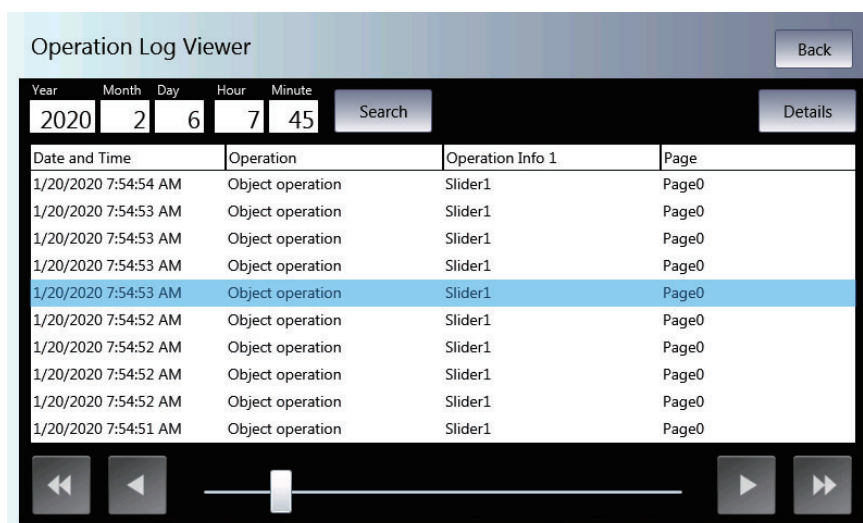 Operation Log Viewer
Back
Year Month Day Hour Minute
2020 2 6 7 45 Search Details
Date and Time Operation Operation Info 1 Page
1/20/2020 7:54:54 AM Object operation Slider1 Page0
1/20/2020 7:54:53 AM Object operation Slider1 Page0
1/20/2020 7:54:53 AM Object operation Slider1 Page0
1/20/2020 7:54:53 AM Object operation Slider1 Page0
1/20/2020 7:54:53 AM Object operation Slider1 Page0
1/20/2020 7:54:52 AM Object operation Slider1 Page0
1/20/2020 7:54:52 AM Object operation Slider1 Page0
1/20/2020 7:54:52 AM Object operation Slider1 Page0
1/20/2020 7:54:52 AM Object operation Slider1 Page0
1/20/2020 7:54:51 AM Object operation Slider1 Page0